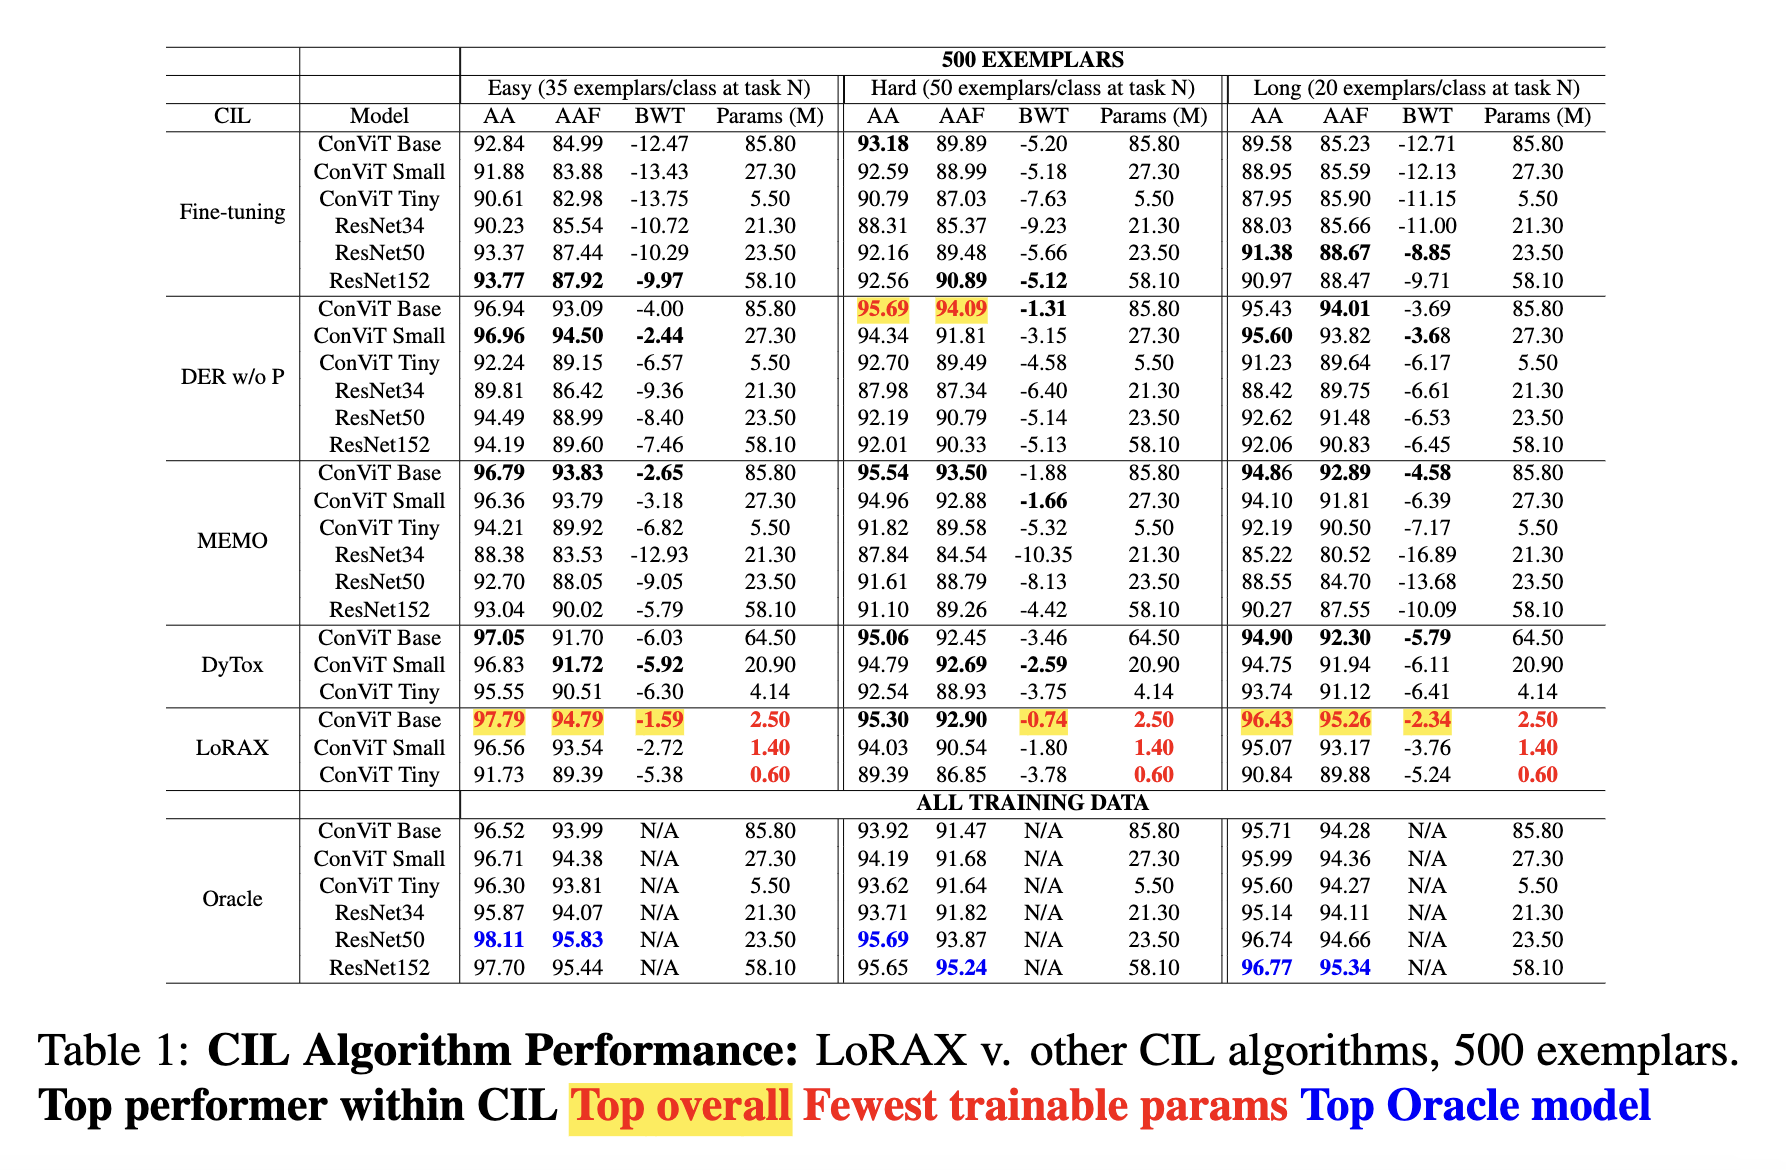 500 EXEMPLARS
Easy (35 exemplars/class at task N) Hard (50 exemplars/class at task N) Long (20 exemplars/class at task N)
CIL Model AA AAF BWT Params (M) AA AAF BWT Params (M) AA AAF BWT Params (M)
ConViT Base 92.84 84.99 -12.47 85.80 93.18 89.89 -5.20 85.80 89.58 85.23 -12.71 85.80
ConViT Small 91.88 83.88 -13.43 27.30 92.59 88.99 -5.18 27.30 88.95 85.59 -12.13 27.30
ConViT Tiny 90.61 82.98 -13.75 5.50 90.79 87.03 -7.63 5.50 87.95 85.90 -11.15 5.50
Fine-tuning
ResNet34 90.23 85.54 -10.72 21.30 88.31 85.37 -9.23 21.30 88.03 85.66 -11.00 21.30
ResNet50 93.37 87.44 -10.29 23.50 92.16 89.48 -5.66 23.50 91.38 88.67 -8.85 23.50
ResNet152 93.77 87.92 -9.97 58.10 92.56 90.89 -5.12 58.10 90.97 88.47 -9.71 58.10
ConViT Base 96.94 93.09 -4.00 85.80 95.69 94.09 -1.31 85.80 95.43 94.01 -3.69 85.80
ConViT Small 96.96 94.50 -2.44 27.30 94.34 91.81 -3.15 27.30 95.60 93.82 -3.68 27.30
ConViT Tiny 92.24 89.15 -6.57 5.50 92.70 89.49 -4.58 5.50 91.23 89.64 -6.17 5.50
DER w/o P
ResNet34 89.81 86.42 -9.36 21.30 87.98 87.34 -6.40 21.30 88.42 89.75 -6.61 21.30
ResNet50 94.49 88.99 -8.40 23.50 92.19 90.79 -5.14 23.50 92.62 91.48 -6.53 23.50
ResNet152 94.19 89.60 -7.46 58.10 92.01 90.33 -5.13 58.10 92.06 90.83 -6.45 58.10
ConViT Base 96.79 93.83 -2.65 85.80 95.54 93.50 -1.88 85.80 94.86 92.89 -4.58 85.80
ConViT Small 96.36 93.79 -3.18 27.30 94.96 92.88 -1.66 27.30 94.10 91.81 -6.39 27.30
ConViT Tiny 94.21 89.92 -6.82 5.50 91.82 89.58 -5.32 5.50 92.19 90.50 -7.17 5.50
MEMO
ResNet34 88.38 83.53 -12.93 21.30 87.84 84.54 -10.35 21.30 85.22 80.52 -16.89 21.30
ResNet50 92.70 88.05 -9.05 23.50 91.61 88.79 -8.13 23.50 88.55 84.70 -13.68 23.50
ResNet152 93.04 90.02 -5.79 58.10 91.10 89.26 -4.42 58.10 90.27 87.55 -10.09 58.10
ConViT Base 97.05 91.70 -6.03 64.50 95.06 92.45 -3.46 64.50 94.90 92.30 -5.79 64.50
DyTox ConViT Small 96.83 91.72 -5.92 20.90 94.79 92.69 -2.59 20.90 94.75 91.94 -6.11 20.90
ConViT Tiny 95.55 90.51 -6.30 4.14 92.54 88.93 -3.75 4.14 93.74 91.12 -6.41 4.14
ConViT Base 97.79 94.79 -1.59 2.50 95.30 92.90 -0.74 2.50 96.43 95.26 -2.34 2.50
LoRAX ConViT Small 96.56 93.54 -2.72 1.40 94.03 90.54 -1.80 1.40 95.07 93.17 -3.76 1.40
ConViT Tiny 91.73 89.39 -5.38 0.60 89.39 86.85 -3.78 0.60 90.84 89.88 -5.24 0.60
ALL TRAINING DATA
ConViT Base 96.52 93.99 N/A 85.80 93.92 91.47 N/A 85.80 95.71 94.28 N/A 85.80
ConViT Small 96.71 94.38 N/A 27.30 94.19 91.68 N/A 27.30 95.99 94.36 N/A 27.30
ConViT Tiny 96.30 93.81 N/A 5.50 93.62 91.64 N/A 5.50 95.60 94.27 N/A 5.50
Oracle
ResNet34 95.87 94.07 N/A 21.30 93.71 91.82 N/A 21.30 95.14 94.11 N/A 21.30
ResNet50 98.11 95.83 N/A 23.50 95.69 93.87 N/A 23.50 96.74 94.66 N/A 23.50
ResNet152 97.70 95.44 N/A 58.10 95.65 95.24 N/A 58.10 96.77 95.34 N/A 58.10
Table 1: CIL Algorithm Performance: LoRAX v. other CIL algorithms, 500 exemplars.
Top performer within CIL Top overall Fewest trainable params Top Oracle model